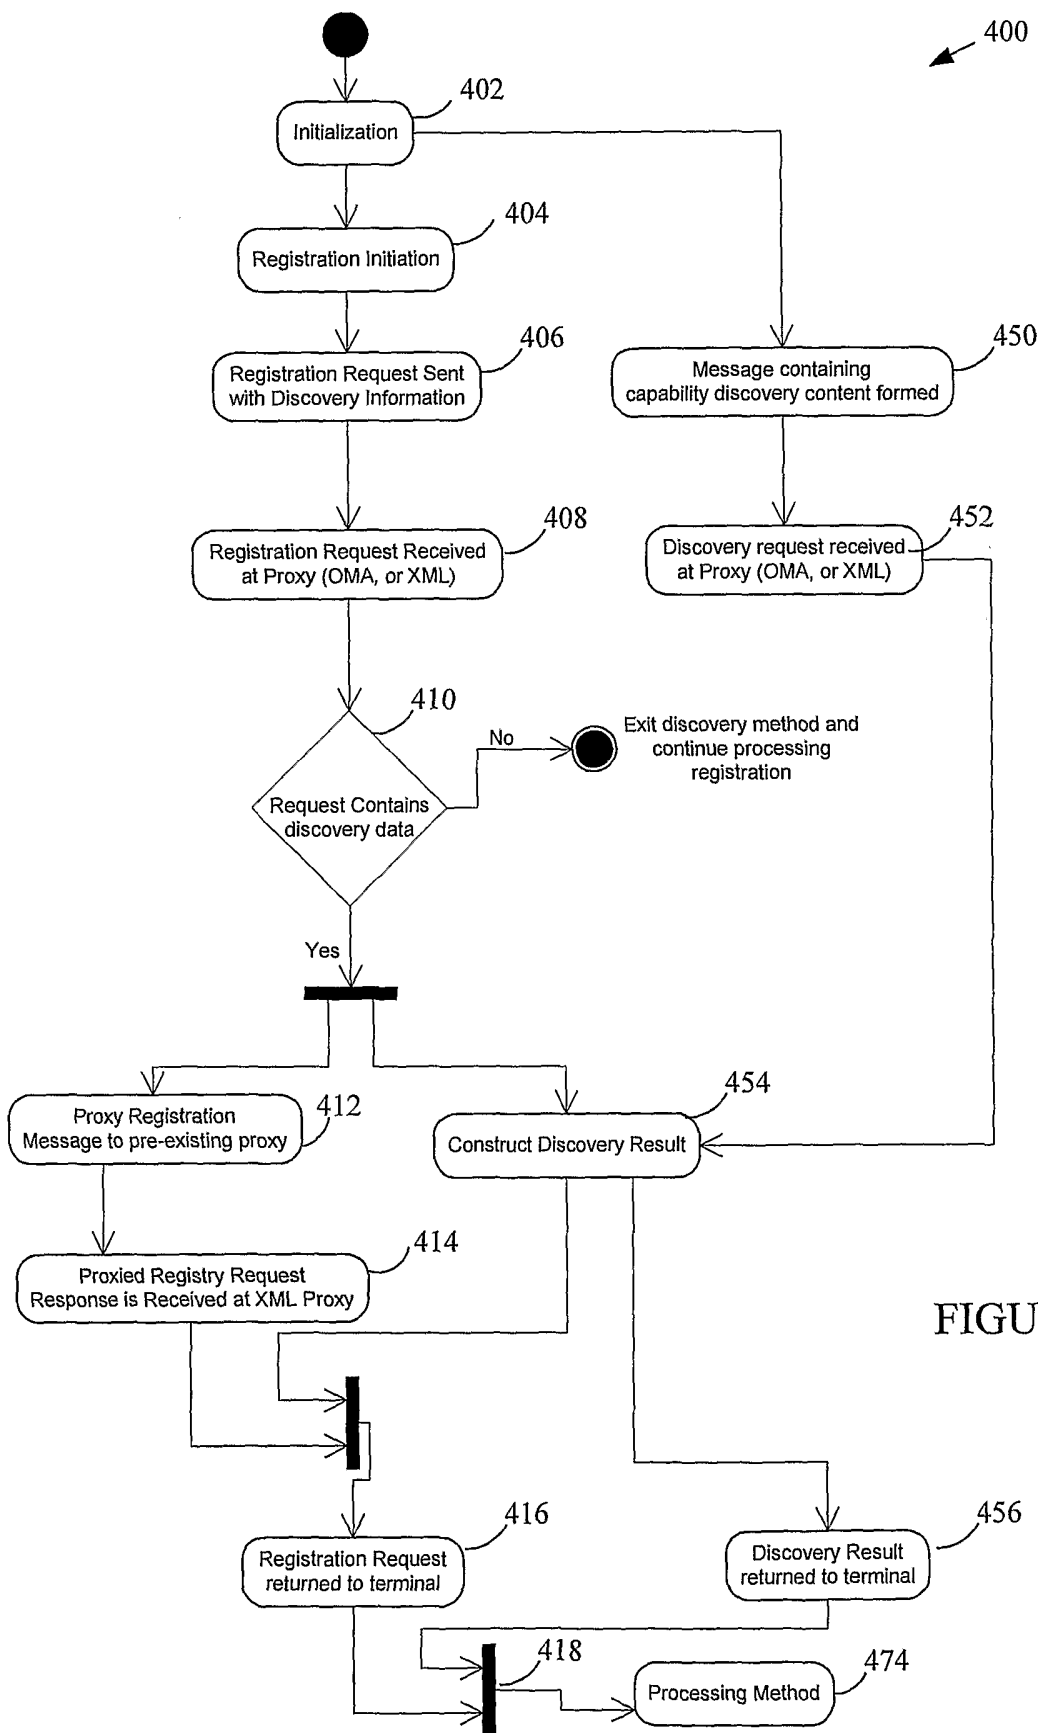 400
402
Initialization
404
Registration Initiation
406
Registration Request Sent
with Discovery Information
450
Message containing
capability discovery content formed
408
Registration Request Received
at Proxy (OMA, or XML)
452
Discovery request received
at Proxy (OMA, or XML)
410
Request Contains
discovery data
No
Exit discovery method and
continue processing
registration
Yes
412
Proxy Registration
Message to pre-existing proxy
454
Construct Discovery Result
414
Proxied Registry Request
Response is Received at XML Proxy
FIGU
416
Registration Request
returned to terminal
456
Discovery Result
returned to terminal
418
474
Processing Method